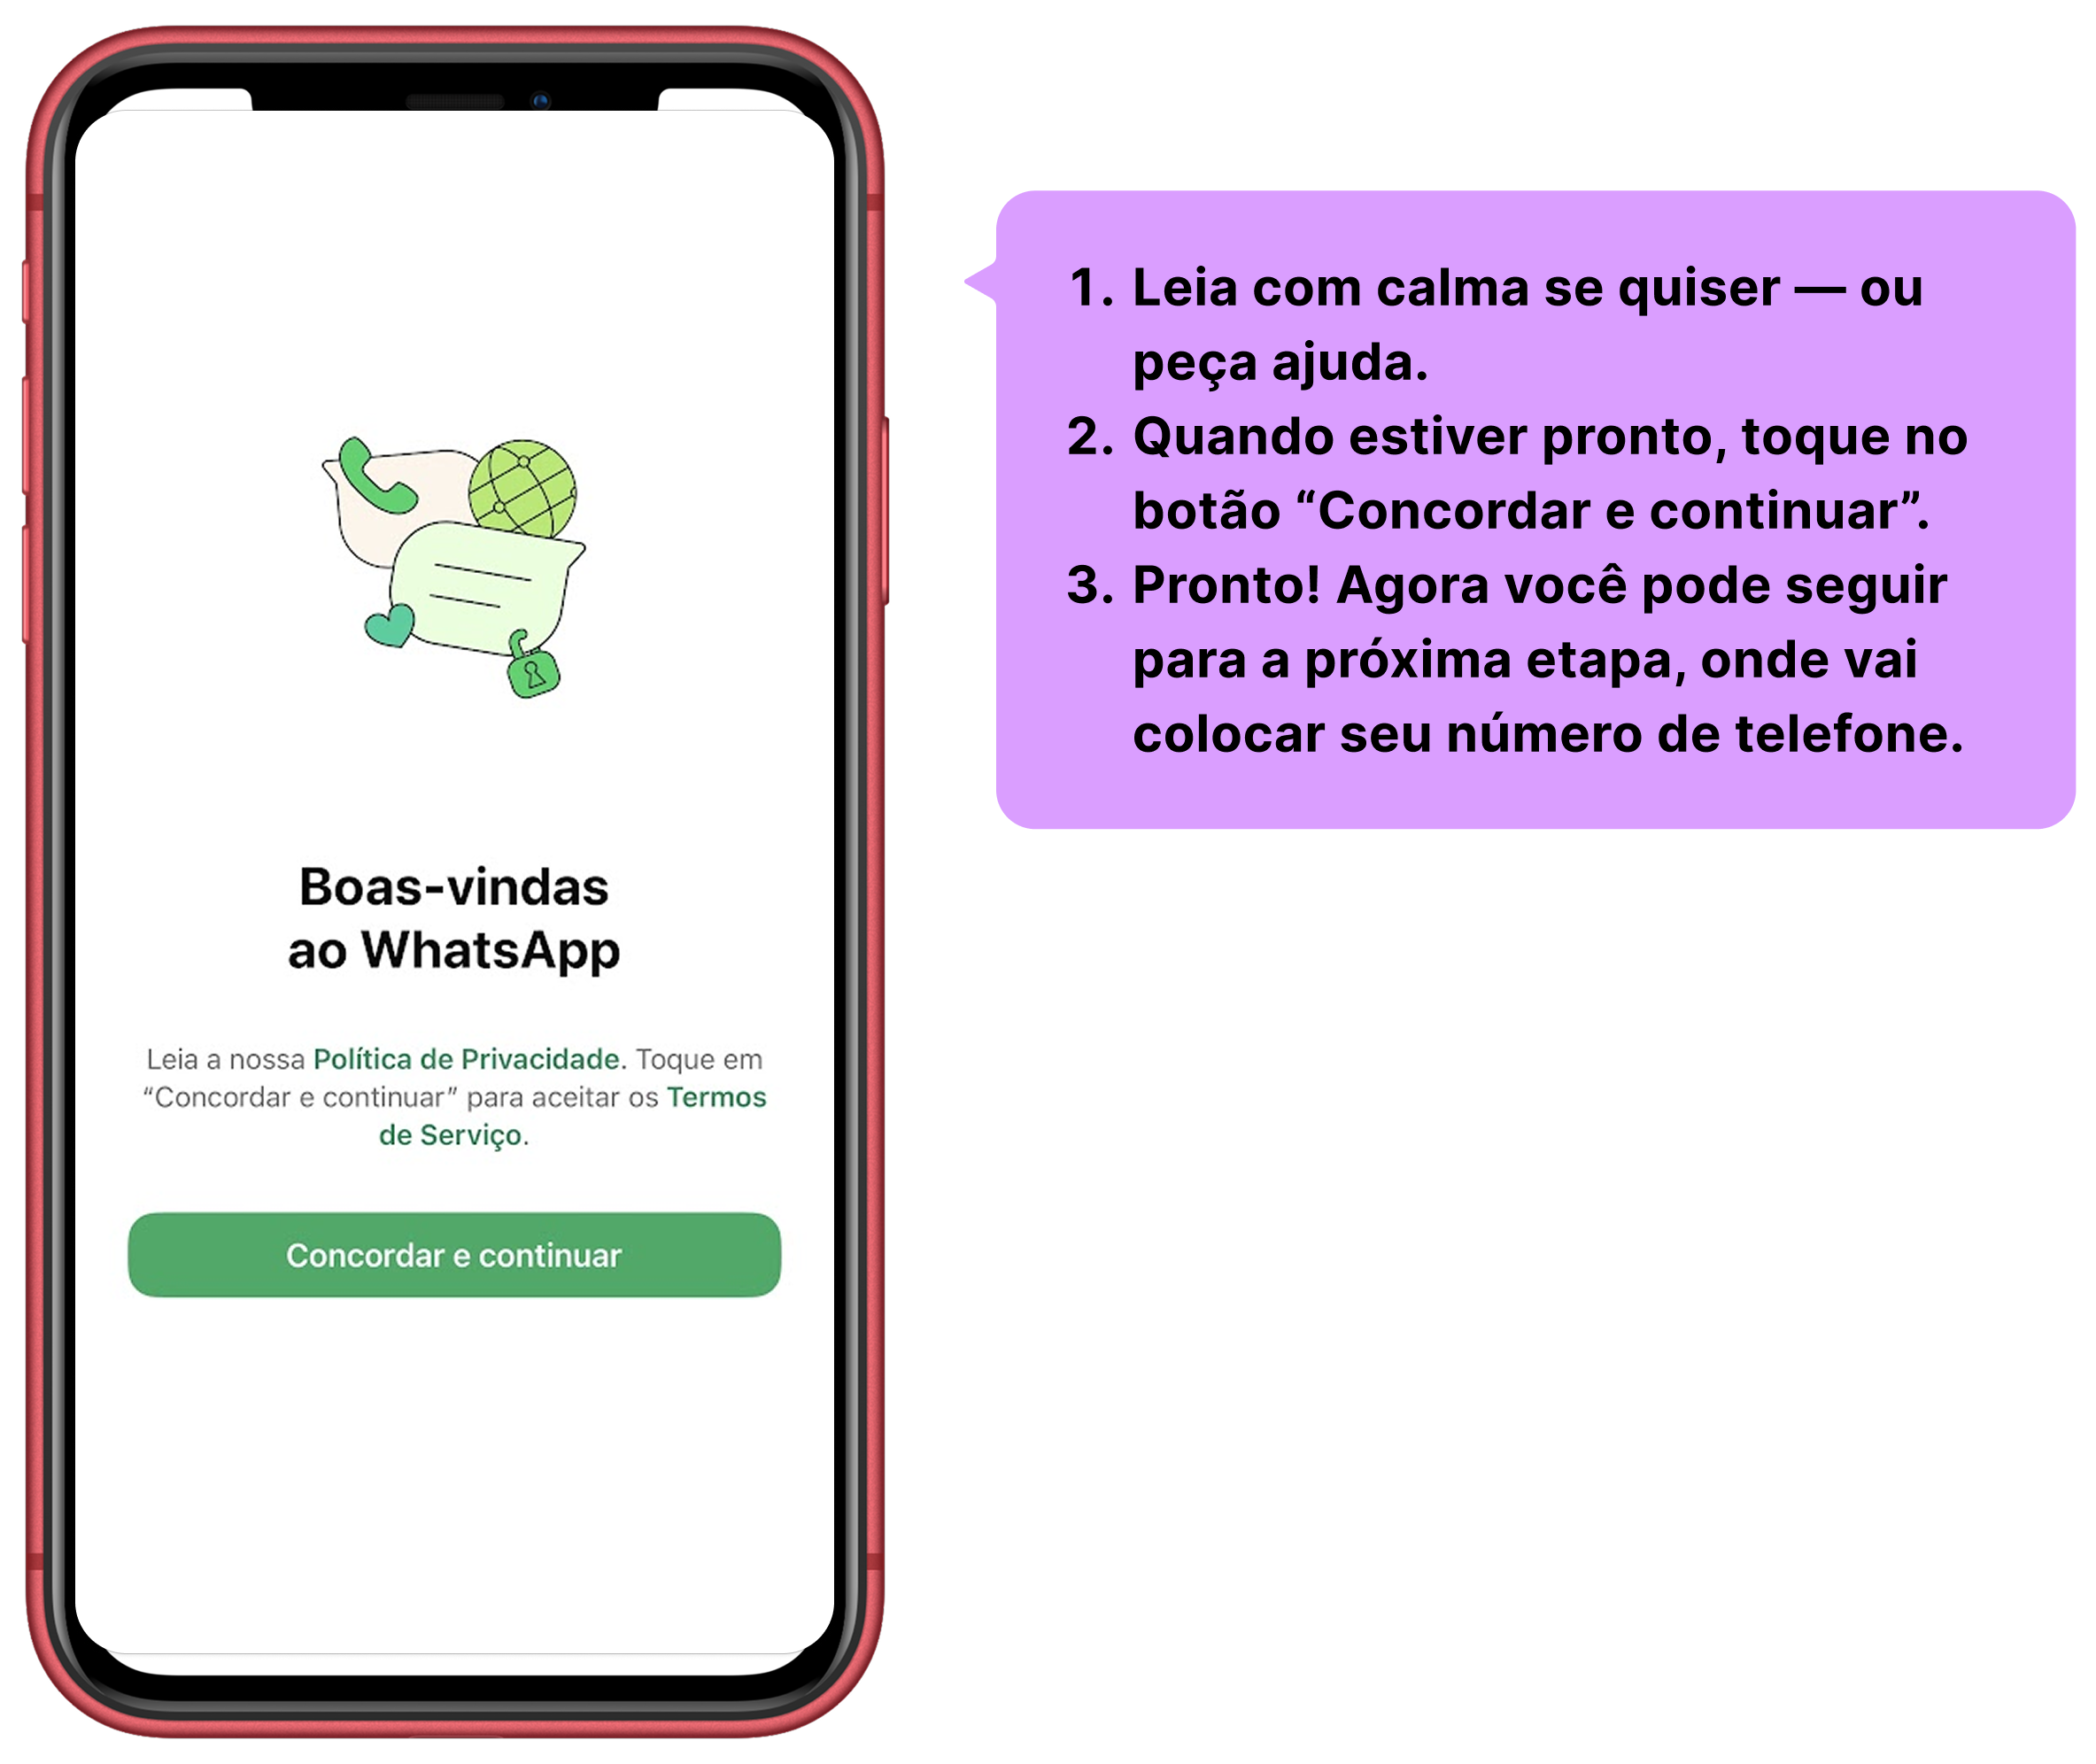 Boas-vindas
ao WhatsApp
Leia a nossa Política de Privacidade. Toque em
“Concordar e continuar” para aceitar os Termos
de Serviço.
Concordar e continuar
1. Leia com calma se quiser — ou
peça ajuda.
2. Quando estiver pronto, toque no
botão “Concordar e continuar”.
3. Pronto! Agora você pode seguir
para a próxima etapa, onde vai
colocar seu número de telefone.